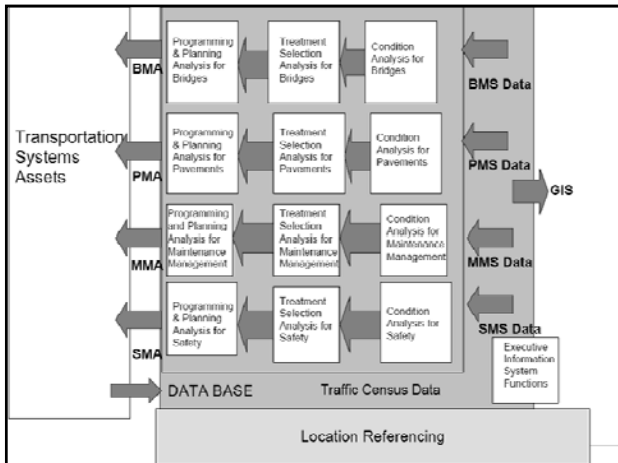 Transportation
Systems
Assets
BMA
Programming
& Planning
Analysis for
Bridges
Treatment
Selection
Analysis for
Bridges
Condition
Analysis for
Bridges
BMS Data
PMA
Programming
& Planning
Analysis for
Pavements
Treatment
Selection
Analysis for
Pavements
Condition
Analysis for
Pavements
PMS Data
GIS
MMA
Programming
and Planning
Analysis for
Maintenance
Management
Treatment
Selection
Analysis for
Maintenance
Management
Condition
Analysis for
Maintenance
Management
MMS Data
SMA
Programming
& Planning
Analysis for
Safety
Treatment
Selection
Analysis for
Safety
Condition
Analysis for
Safety
SMS Data
Executive
Information
System
Functions
DATA BASE
Traffic Census Data
Location Referencing